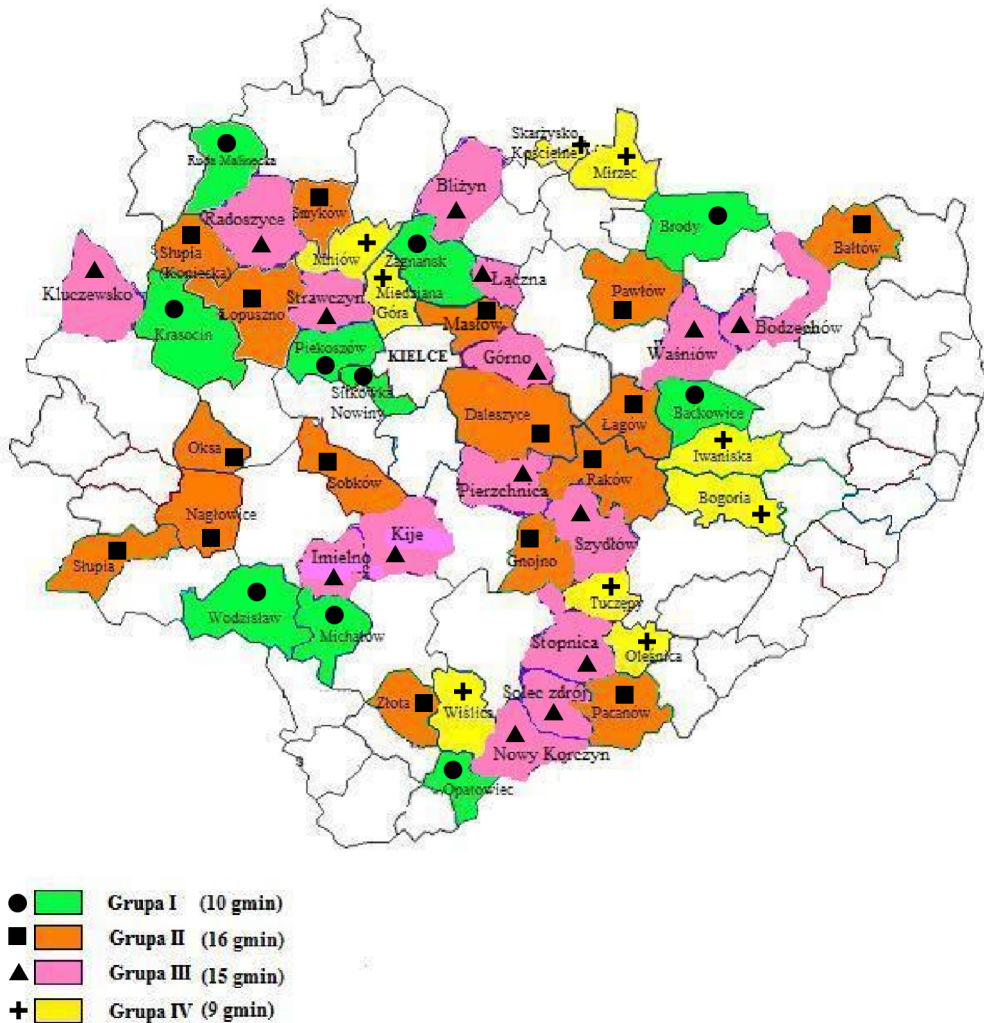 Skarżysko
Kościelne
Mirzec
Ruda Malinecka
Bliżyn
Radoszyce
Smyków
Brody
Słupia
(Konjecka)
Mniów
Zagnańsk
Bałtów
Kluczewsko
Strawczyn
Miedziana
Góra
Łączna
Pawłów
Łopuszno
Krasocin
Masłów
Bodzechów
Piekoszów
KIELCE
Górno
Waśniów
Sitkówka
Nowiny
Daleszyce
Łagów
Baćkowice
Oksa
Sobków
Pierzchnica
Raków
Iwaniska
Bogoria
Nagłowice
Kije
Szydłów
Słupia
Imielno
Gnojno
Wodzisław
Michałów
Tuczępy
Stopnica
Oleśnica
Złota
Wiślica
Solec zdrój
Pacanów
Nowy Korczyn
Opatowiec
Grupa I (10 gmin)
Grupa II (16 gmin)
Grupa III (15 gmin)
Grupa IV (9 gmin)